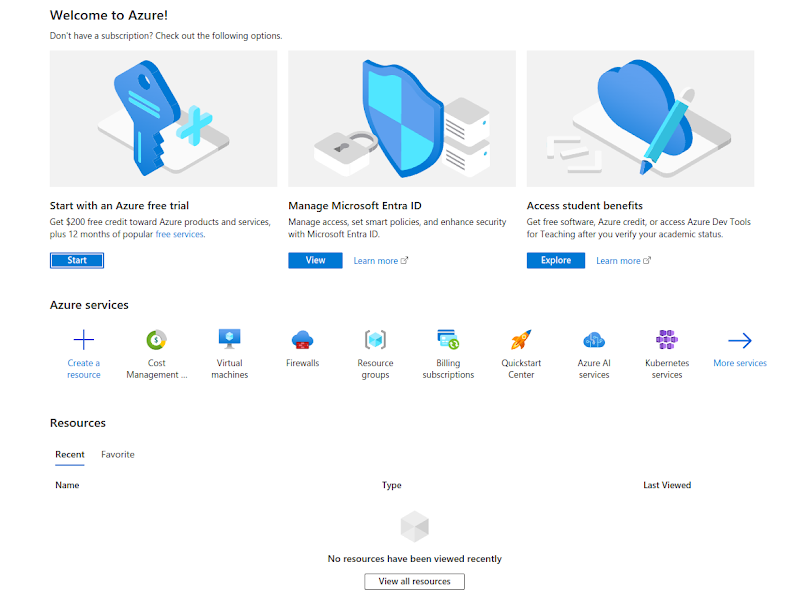 Welcome to Azure!
Don't have a subscription? Check out the following options.
Start with an Azure free trial
Get $200 free credit toward Azure products and services,
plus 12 months of popular free services.
Start
Manage Microsoft Entra ID
Manage access, set smart policies, and enhance security
with Microsoft Entra ID.
View Learn more
Access student benefits
Get free software, Azure credit, or access Azure Dev Tools
for Teaching after you verify your academic status.
Explore Learn more
Azure services
Create a
resource
Cost
Management ...
Virtual
machines
Firewalls
Resource
groups
Billing
subscriptions
Quickstart
Center
Azure AI
services
Kubernetes
services
More services
Resources
Recent Favorite
Name Type Last Viewed
No resources have been viewed recently
View all resources